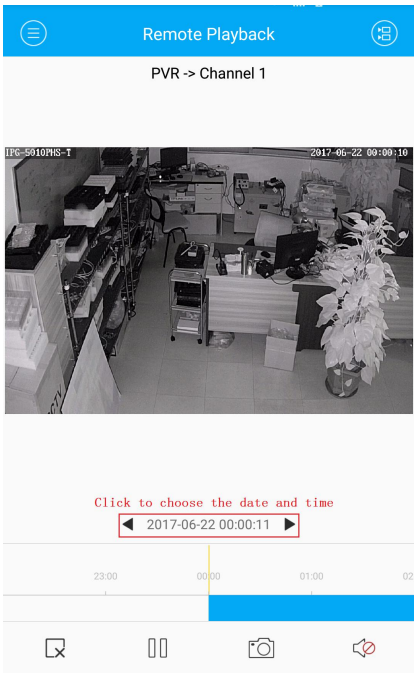 Remote Playback
PVR -> Channel 1
IPG-5010PHS-T 2017-06-22 00:00:10
Click to choose the date and time
2017-06-22 00:00:11
23:00 00:00 01:00 02